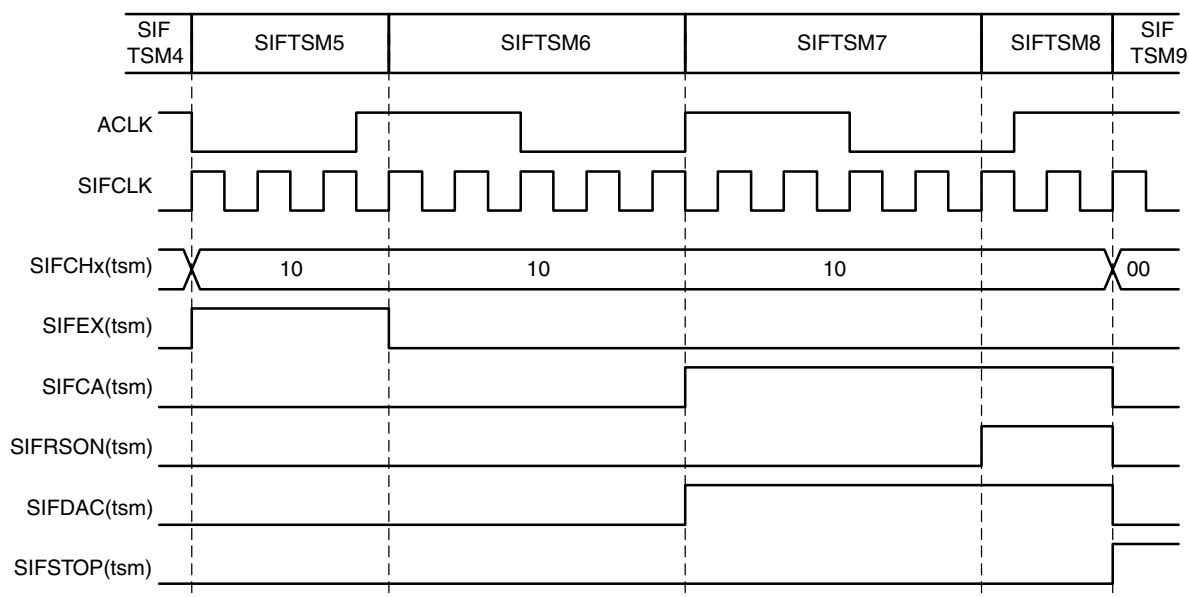 SIF
TSM4
SIFTSM5
SIFTSM6
SIFTSM7
SIFTSM8
SIF
TSM9
ACLK
SIFCLK
SIFCHx(tsm)
10
10
10
00
SIFEX(tsm)
SIFCA(tsm)
SIFRSON(tsm)
SIFDAC(tsm)
SIFSTOP(tsm)